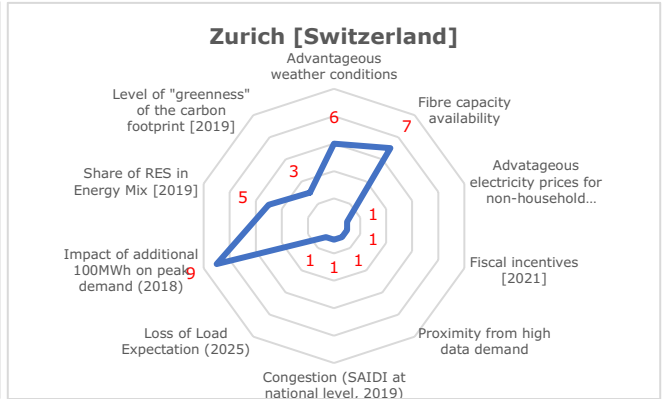 Zurich [Switzerland]
Advantageous
weather conditions
Level of "greenness"
of the carbon
footprint [2019]
Fibre capacity
availability
6
7
3
Share of RES in
Energy Mix [2019]
5
Advatageous
electricity prices for
non-household...
1
1
Impact of additional
100MWh on peak
demand (2018)
9
1
1
1
Fiscal incentives
[2021]
Loss of Load
Expectation (2025)
Proximity from high
data demand
Congestion (SAIDI at
national level, 2019)